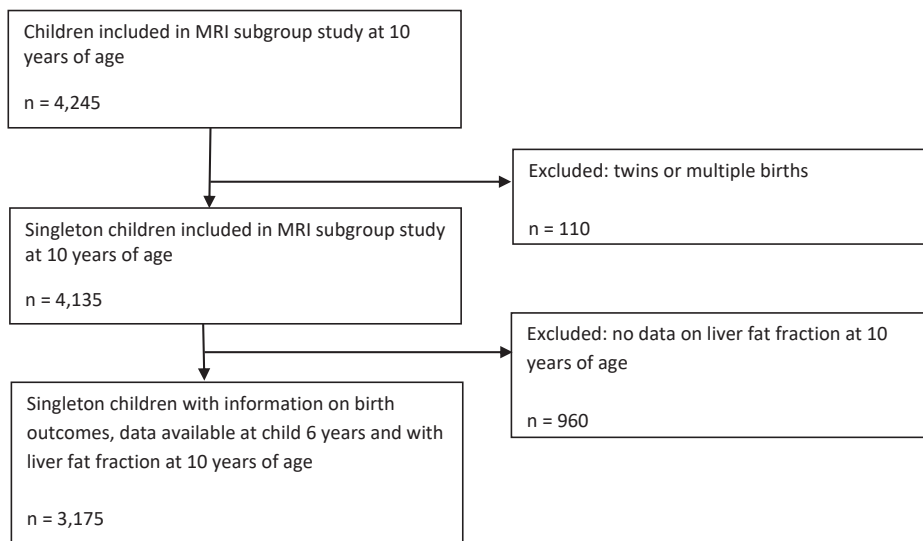 Children included in MRI subgroup study at 10
years of age
n = 4,245
Excluded: twins or multiple births
n = 110
Singleton children included in MRI subgroup study
at 10 years of age
n = 4,135
Excluded: no data on liver fat fraction at 10
years of age
n = 960
Singleton children with information on birth
outcomes, data available at child 6 years and with
liver fat fraction at 10 years of age
n = 3,175